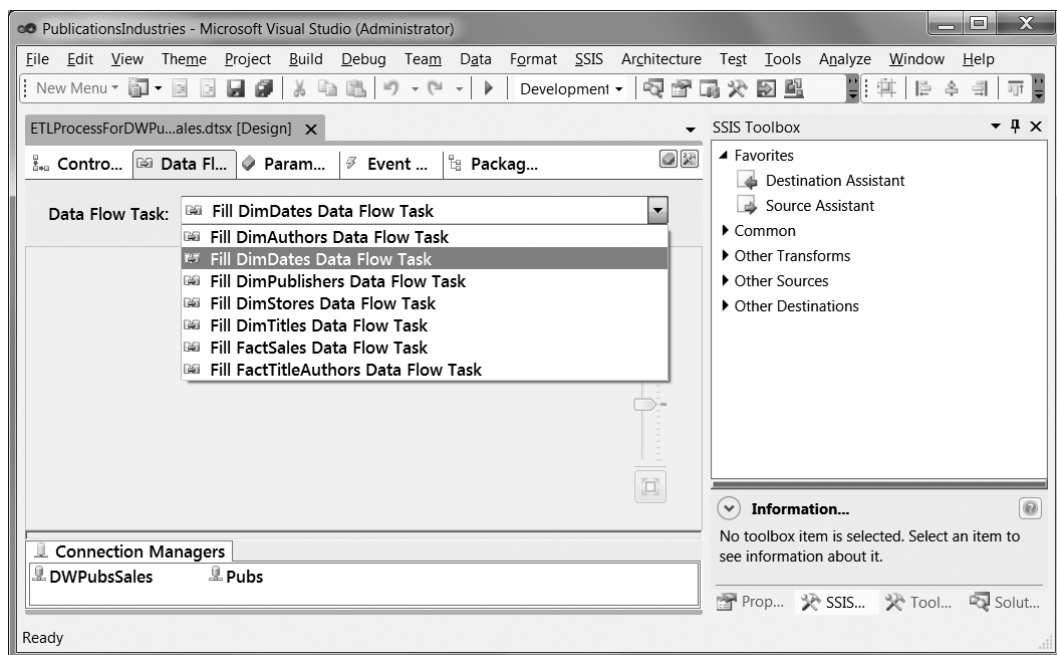 PublicationsIndustries - Microsoft Visual Studio (Administrator)
File Edit View Theme Project Build Debug Team Data Format SSIS Architecture Test Tools Analyze Window Help
New Menu Development
ETLProcessForDWPu...ales.dtsx [Design] X
Contro... Data Fl... Param... Event ... Packag...
Data Flow Task: Fill DimDates Data Flow Task
Fill DimAuthors Data Flow Task
Fill DimDates Data Flow Task
Fill DimPublishers Data Flow Task
Fill DimStores Data Flow Task
Fill DimTitles Data Flow Task
Fill FactSales Data Flow Task
Fill FactTitleAuthors Data Flow Task
Connection Managers
DWPubsSales Pubs
SSIS Toolbox
Favorites
Destination Assistant
Source Assistant
Common
Other Transforms
Other Sources
Other Destinations
Information...
No toolbox item is selected. Select an item to
see information about it.
Prop... SSIS... Tool... Solut...
Ready